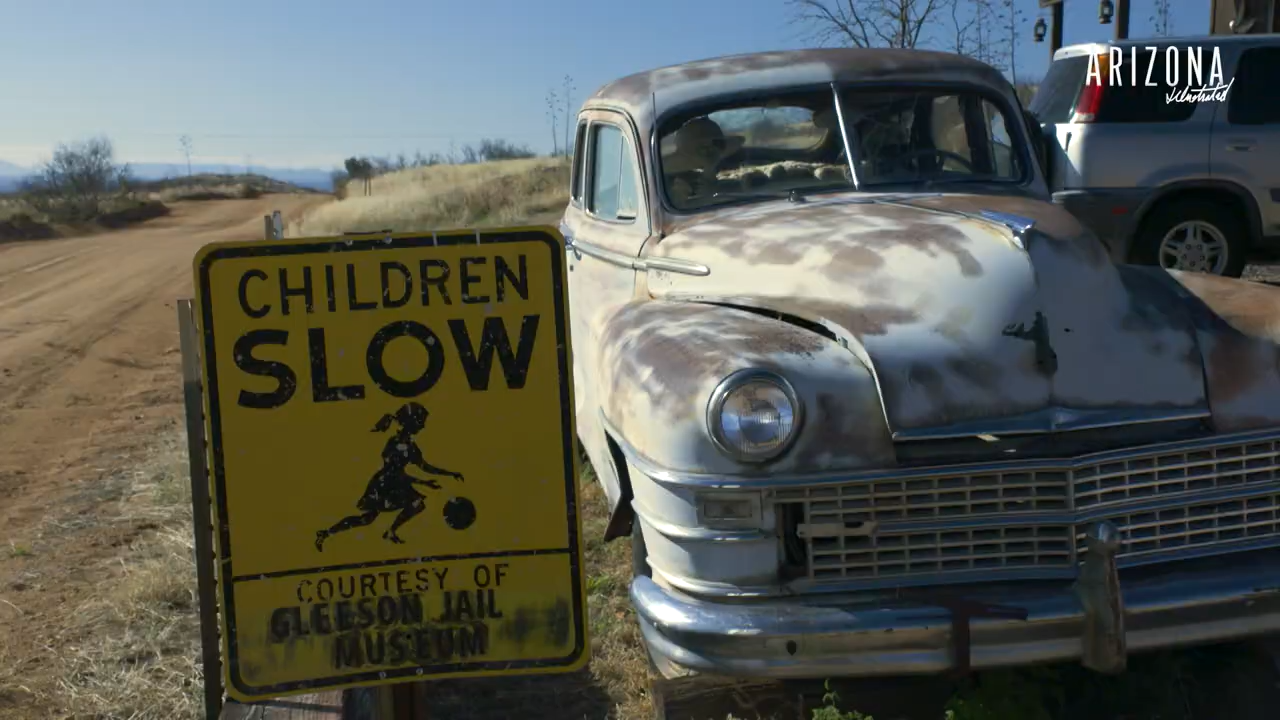 ARIZONA
Illustrated
CHILDREN
SLOW
COURTESY OF
GLEESON JAIL
MUSEUM